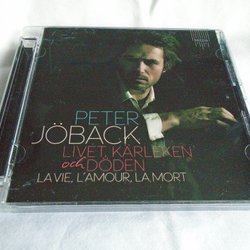 PETER
JÖBACK
LIVET, KÄRLEKEN
och DÖDEN
LA VIE, L'AMOUR, LA MORT